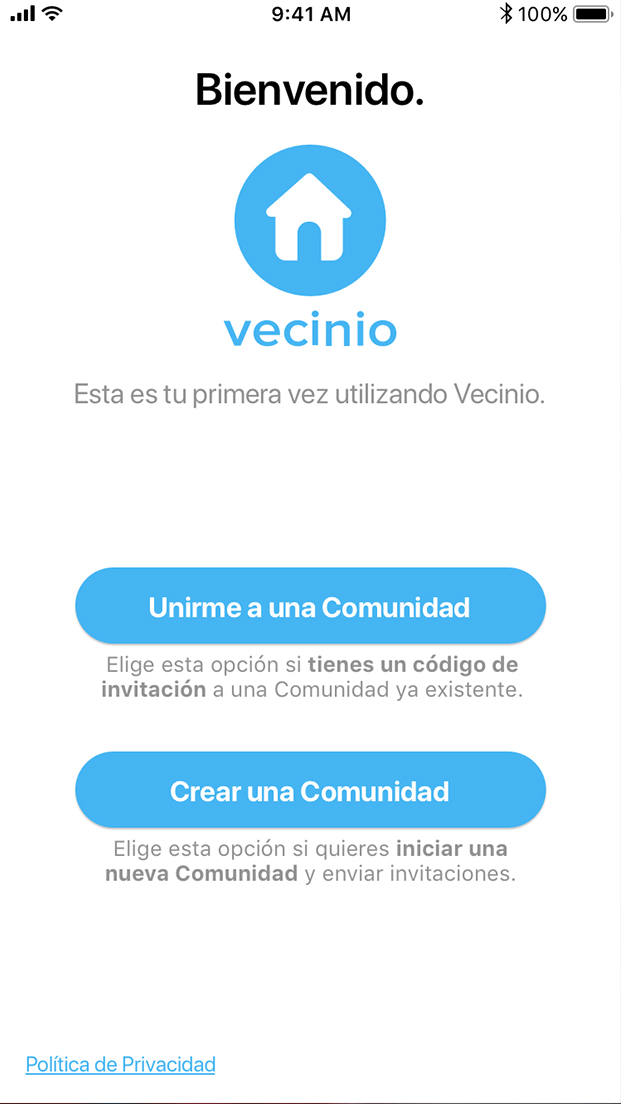 9:41 AM 100%
Bienvenido.
vecinio
Esta es tu primera vez utilizando Vecinio.
Unirme a una Comunidad
Elige esta opción si tienes un código de
invitación a una Comunidad ya existente.
Crear una Comunidad
Elige esta opción si quieres iniciar una
nueva Comunidad y enviar invitaciones.
Política de Privacidad